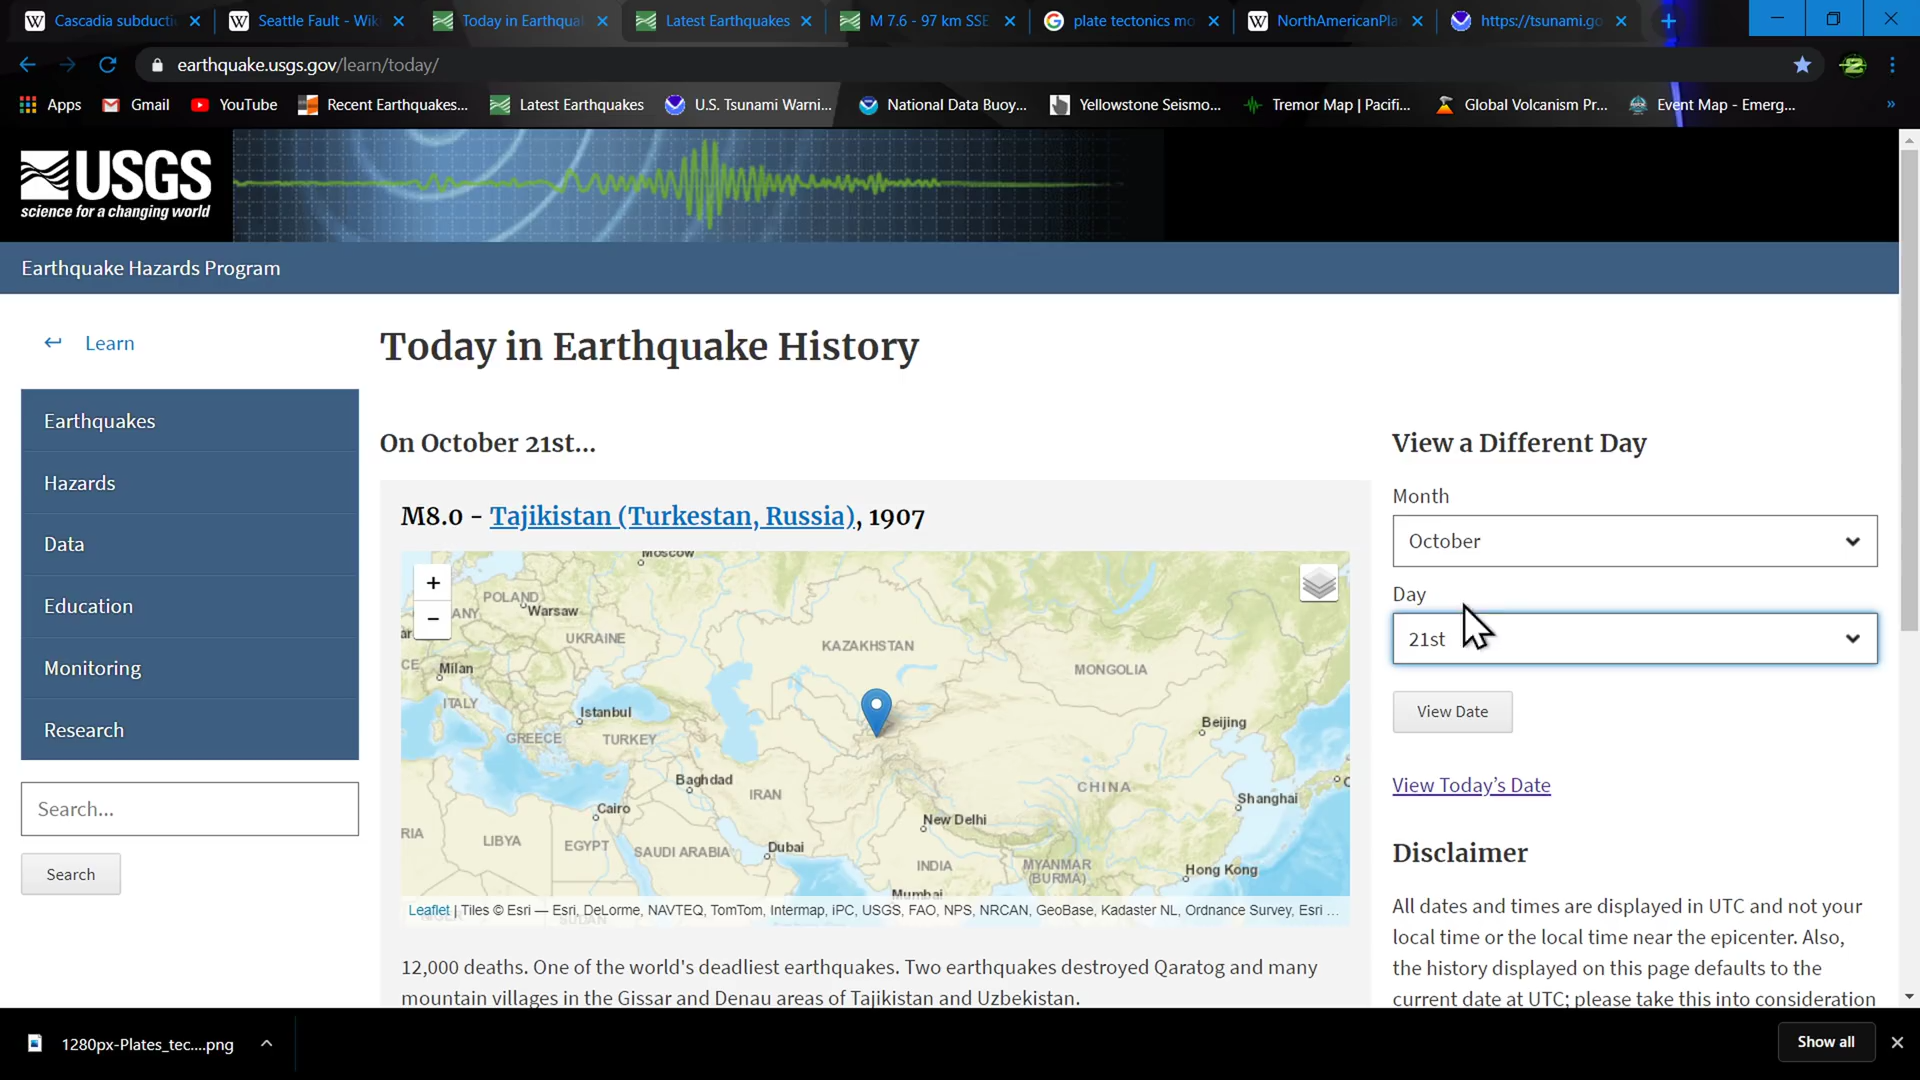 Cascadia subducti
Seattle Fault - Wiki
Today in Earthqua
Latest Earthquakes
M 7.6 - 97 km SSE
plate tectonics mo
NorthAmericanPla
https://tsunami.go
earthquake.usgs.gov/learn/today/
Apps
Gmail
YouTube
Recent Earthquakes...
Latest Earthquakes
U.S. Tsunami Warni...
National Data Buoy...
Yellowstone Seismo...
Tremor Map | Pacifi...
Global Volcanism Pr...
Event Map - Emerg...
USGS
science for a changing world
Earthquake Hazards Program
Learn
Earthquakes
Hazards
Data
Education
Monitoring
Research
Search...
Search
Today in Earthquake History
On October 21st...
M8.0 - Tajikistan (Turkestan, Russia), 1907
+
−
Moscow
POLAND
ANY
Warsaw
UKRAINE
KAZAKHSTAN
MONGOLIA
CE
Milan
ITALY
Istanbul
GREECE
TURKEY
Beijing
Baghdad
IRAN
CHINA
Shanghai
Cairo
New Delhi
RIA
LIBYA
EGYPT
SAUDI ARABIA
Dubai
INDIA
MYANMAR
(BURMA)
Hong Kong
Mumbai
Leaflet | Tiles © Esri — Esri, DeLorme, NAVTEQ, TomTom, Intermap, iPC, USGS, FAO, NPS, NRCAN, GeoBase, Kadaster NL, Ordnance Survey, Esri ...
12,000 deaths. One of the world's deadliest earthquakes. Two earthquakes destroyed Qaratog and many
mountain villages in the Gissar and Denau areas of Tajikistan and Uzbekistan.
View a Different Day
Month
October
Day
21st
View Date
View Today's Date
Disclaimer
All dates and times are displayed in UTC and not your
local time or the local time near the epicenter. Also,
the history displayed on this page defaults to the
current date at UTC; please take this into consideration
1280px-Plates_tec....png
Show all